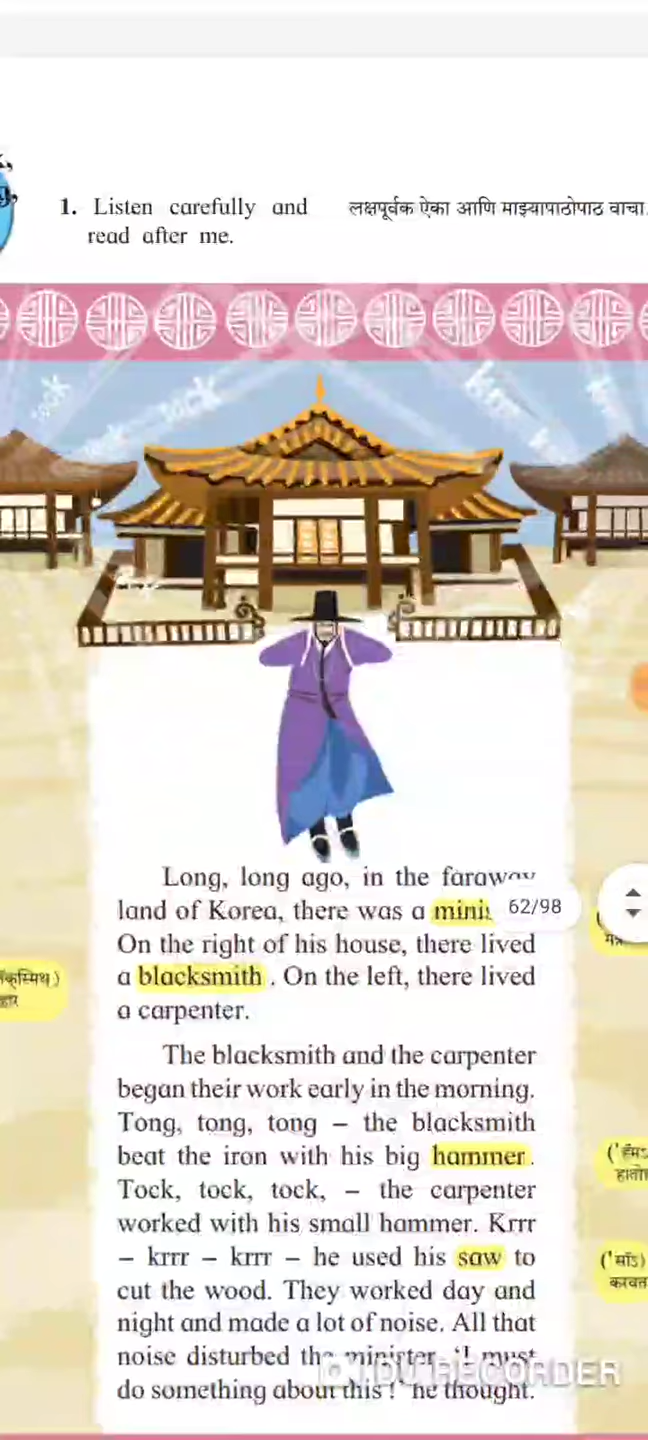 1. Listen carefully and
read after me.
लक्षपूर्वक ऐका आणि माझ्यापाठोपाठ वाचा.
tock
krrr
Long, long ago, in the faraway
land of Korea, there was a
62/98
On the right of his house, there lived
a blacksmith . On the left, there lived
a carpenter.
The blacksmith and the carpenter
began their work early in the morning.
Tong, tong, tong – the blacksmith
beat the iron with his big hammer.
Tock, tock, tock, – the carpenter
worked with his small hammer. Krrr
– krrr – krrr – he used his saw to
cut the wood. They worked day and
night and made a lot of noise. All that
noise disturbed the minister. ‘I must
do something about this !’ he thought.
('सॉऽ)
करवत
DU RECORDER